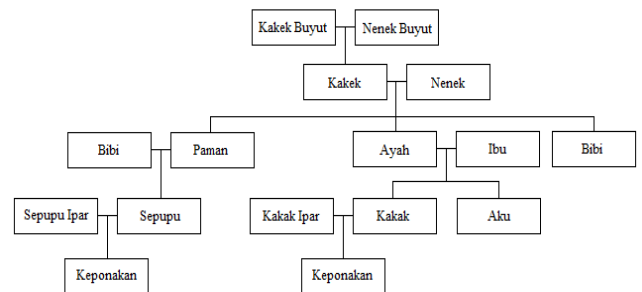 Kakek Buyut
Nenek Buyut
Kakek
Nenek
Bibi
Paman
Ayah
Ibu
Bibi
Sepupu Ipar
Sepupu
Kakak Ipar
Kakak
Aku
Keponakan
Keponakan